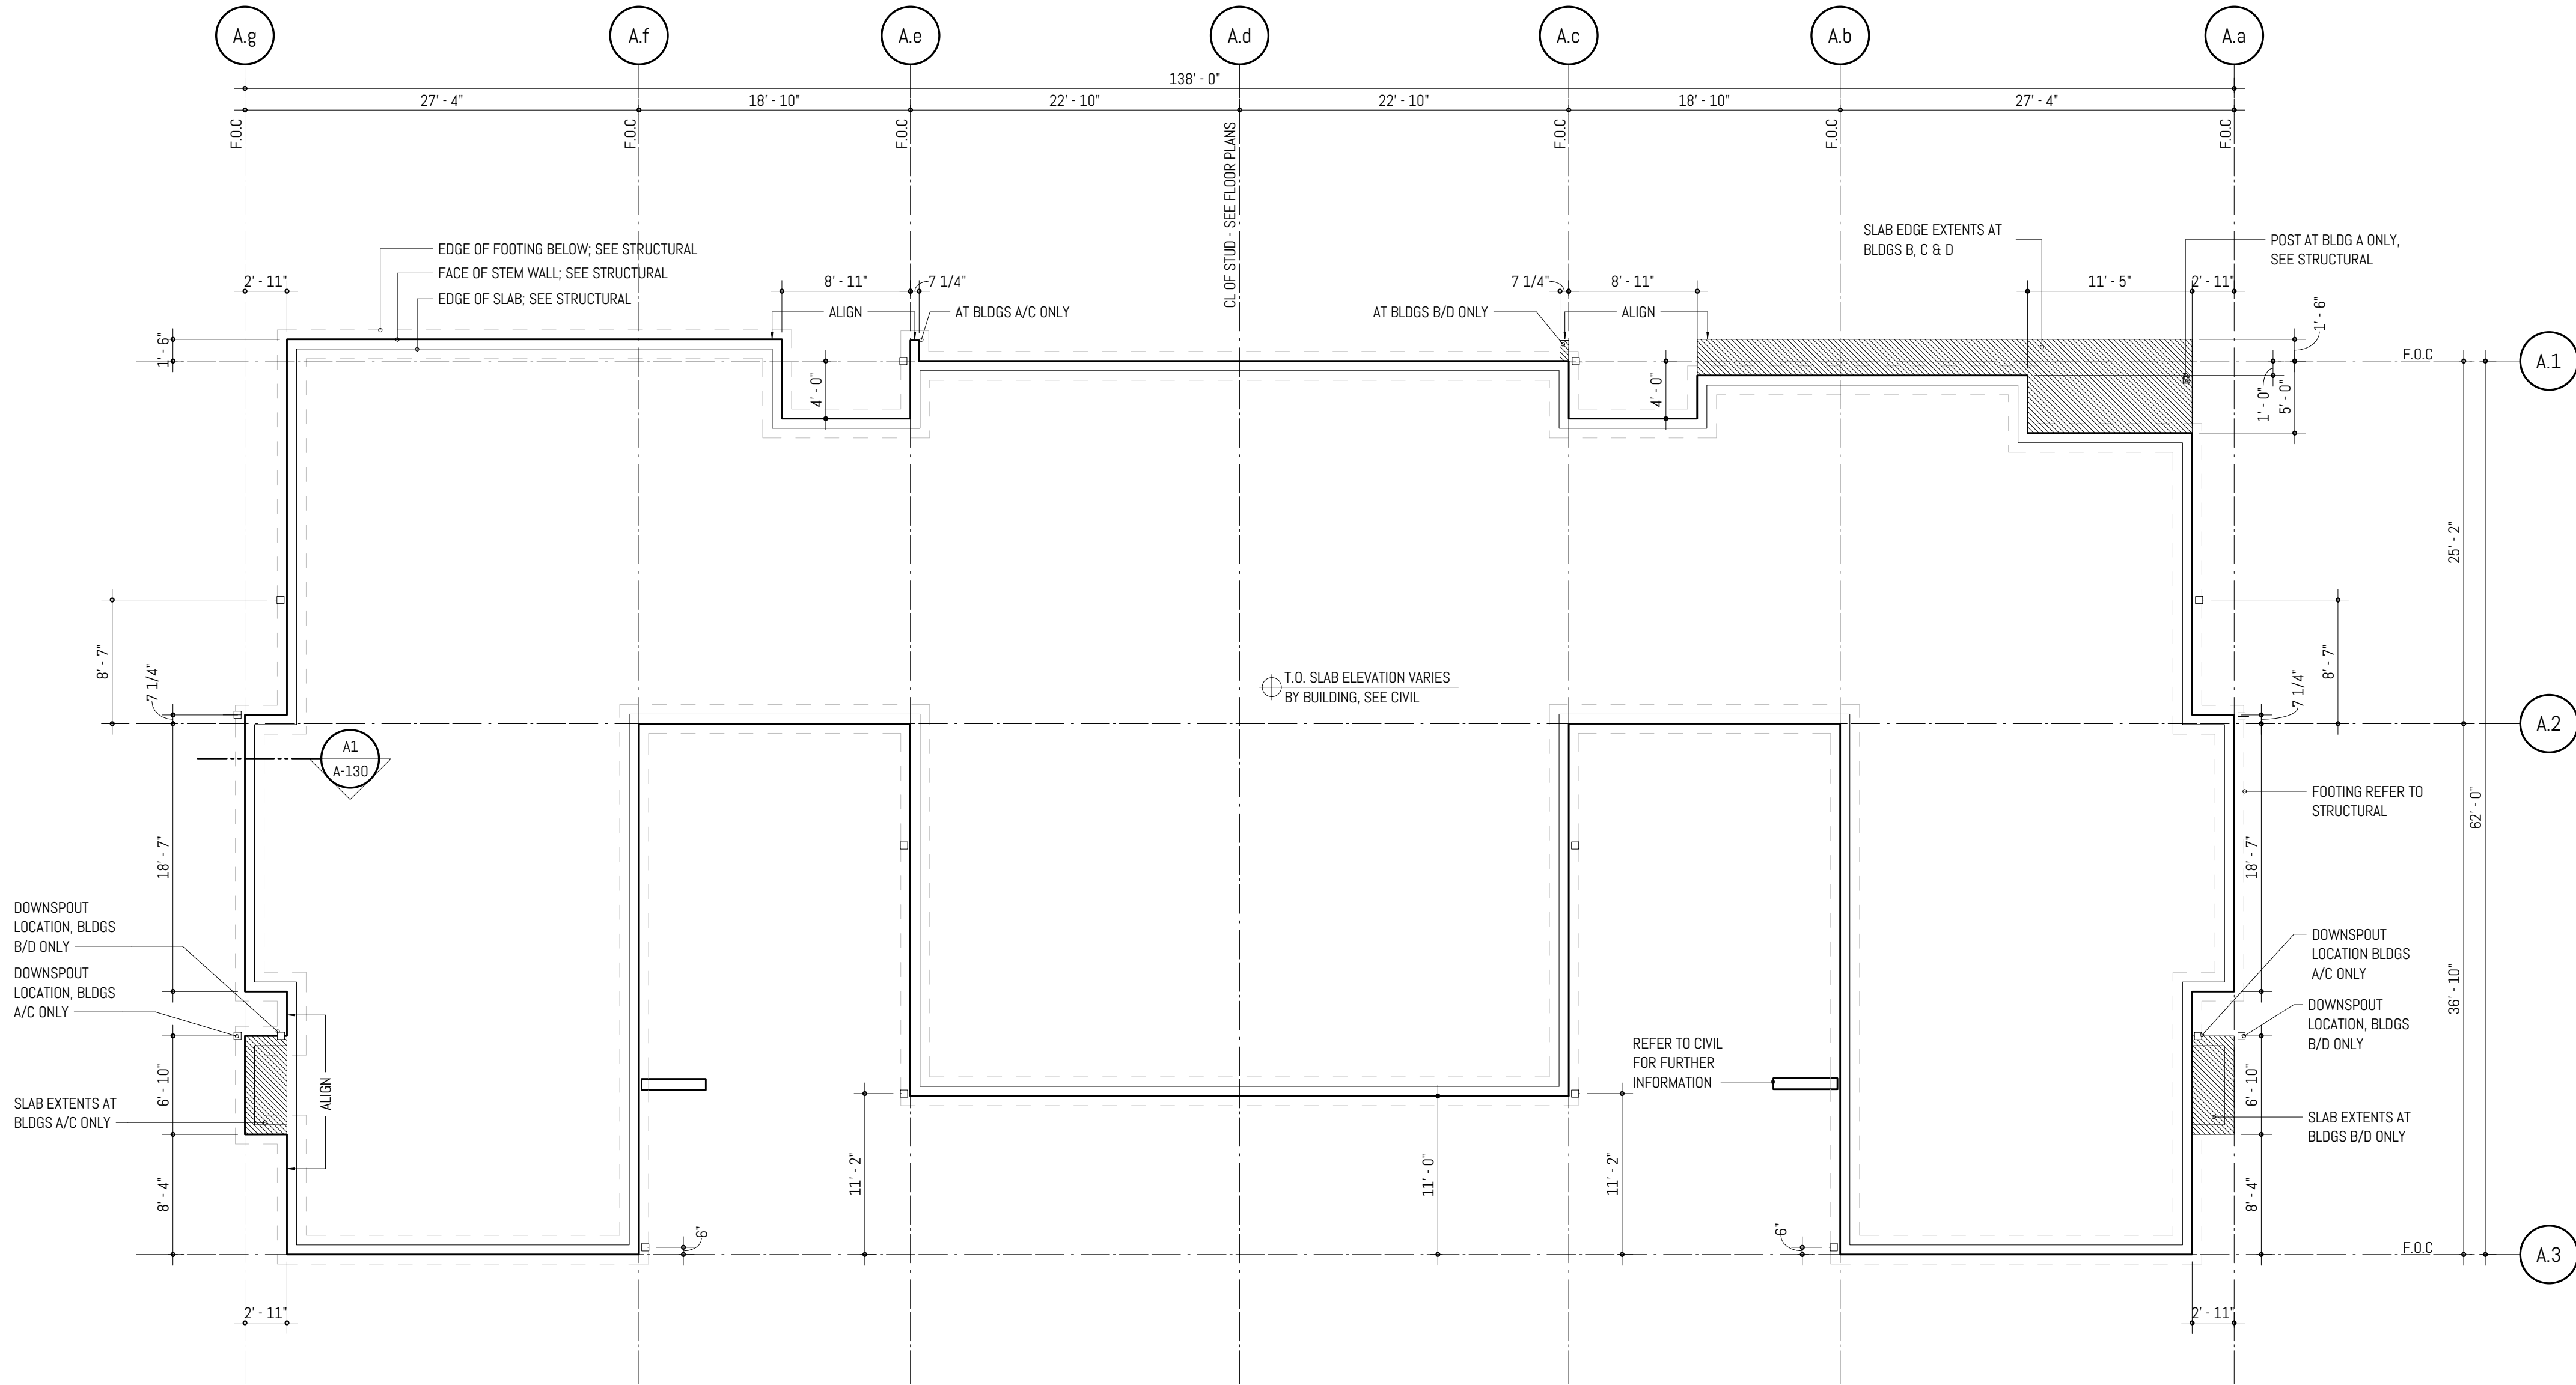 A.g
A.f
A.e
A.d
A.c
A.b
A.a
138' - 0"
27' - 4"
18' - 10"
22' - 10"
22' - 10"
18' - 10"
27' - 4"
F.O.C
F.O.C
F.O.C
CL OF STUD - SEE FLOOR PLANS
F.O.C
F.O.C
F.O.C
EDGE OF FOOTING BELOW; SEE STRUCTURAL
FACE OF STEM WALL; SEE STRUCTURAL
EDGE OF SLAB; SEE STRUCTURAL
SLAB EDGE EXTENTS AT
BLDGS B, C & D
POST AT BLDG A ONLY,
SEE STRUCTURAL
2' - 11"
8' - 11"
7 1/4"
7 1/4"
8' - 11"
11' - 5"
2' - 11"
ALIGN
AT BLDGS A/C ONLY
AT BLDGS B/D ONLY
ALIGN
1' - 6"
1' - 6"
F.O.C
A.1
4' - 0"
4' - 0"
1' - 0"
5' - 0"
25' - 2"
8' - 7"
7 1/4"
8' - 7"
7 1/4"
T.O. SLAB ELEVATION VARIES
BY BUILDING, SEE CIVIL
A.2
A1
A-130
FOOTING REFER TO
STRUCTURAL
62' - 0"
18' - 7"
18' - 7"
DOWNSPOUT
LOCATION, BLDGS
B/D ONLY
DOWNSPOUT
LOCATION, BLDGS
A/C ONLY
DOWNSPOUT
LOCATION BLDGS
A/C ONLY
DOWNSPOUT
LOCATION, BLDGS
B/D ONLY
36' - 10"
REFER TO CIVIL
FOR FURTHER
INFORMATION
6' - 10"
ALIGN
6' - 10"
SLAB EXTENTS AT
BLDGS A/C ONLY
SLAB EXTENTS AT
BLDGS B/D ONLY
8' - 4"
11' - 2"
11' - 0"
11' - 2"
8' - 4"
6"
6"
F.O.C
A.3
2' - 11"
2' - 11"